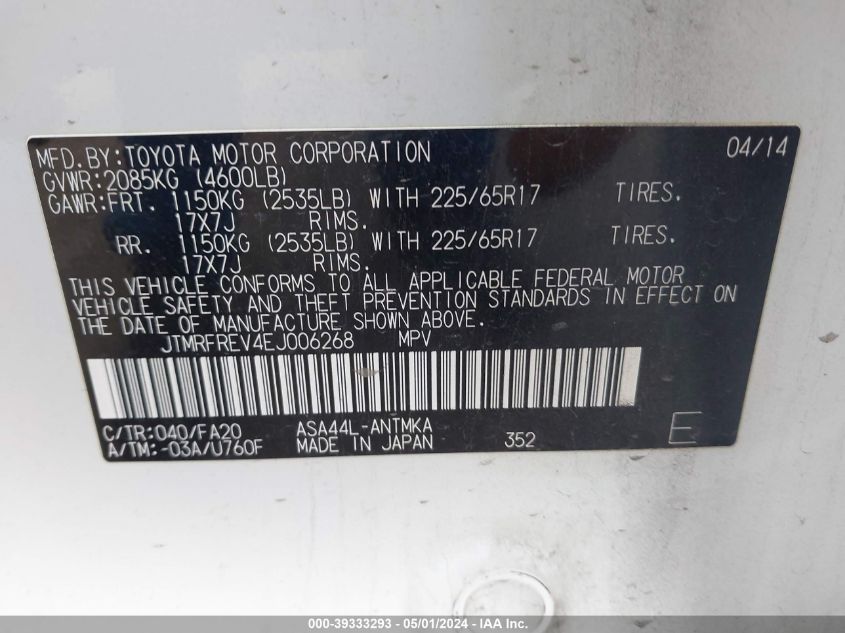 MFD.BY:TOYOTA MOTOR CORPORATION 04/14
GVWR:2085KG (4600LB)
GAWR:FRT. 1150KG (2535LB) WITH 225/65R17 TIRES.
17X7J RIMS.
RR. 1150KG (2535LB) WITH 225/65R17 TIRES.
17X7J RIMS.
THIS VEHICLE CONFORMS TO ALL APPLICABLE FEDERAL MOTOR
VEHICLE SAFETY AND THEFT PREVENTION STANDARDS IN EFFECT ON
THE DATE OF MANUFACTURE SHOWN ABOVE.
JTMRFREV4EJ006268 MPV
C/TR:040/FA20 ASA44L-ANTMKA
A/TM:-03A/U760F MADE IN JAPAN 352 E
000-39333293 - 05/01/2024 - IAA Inc.